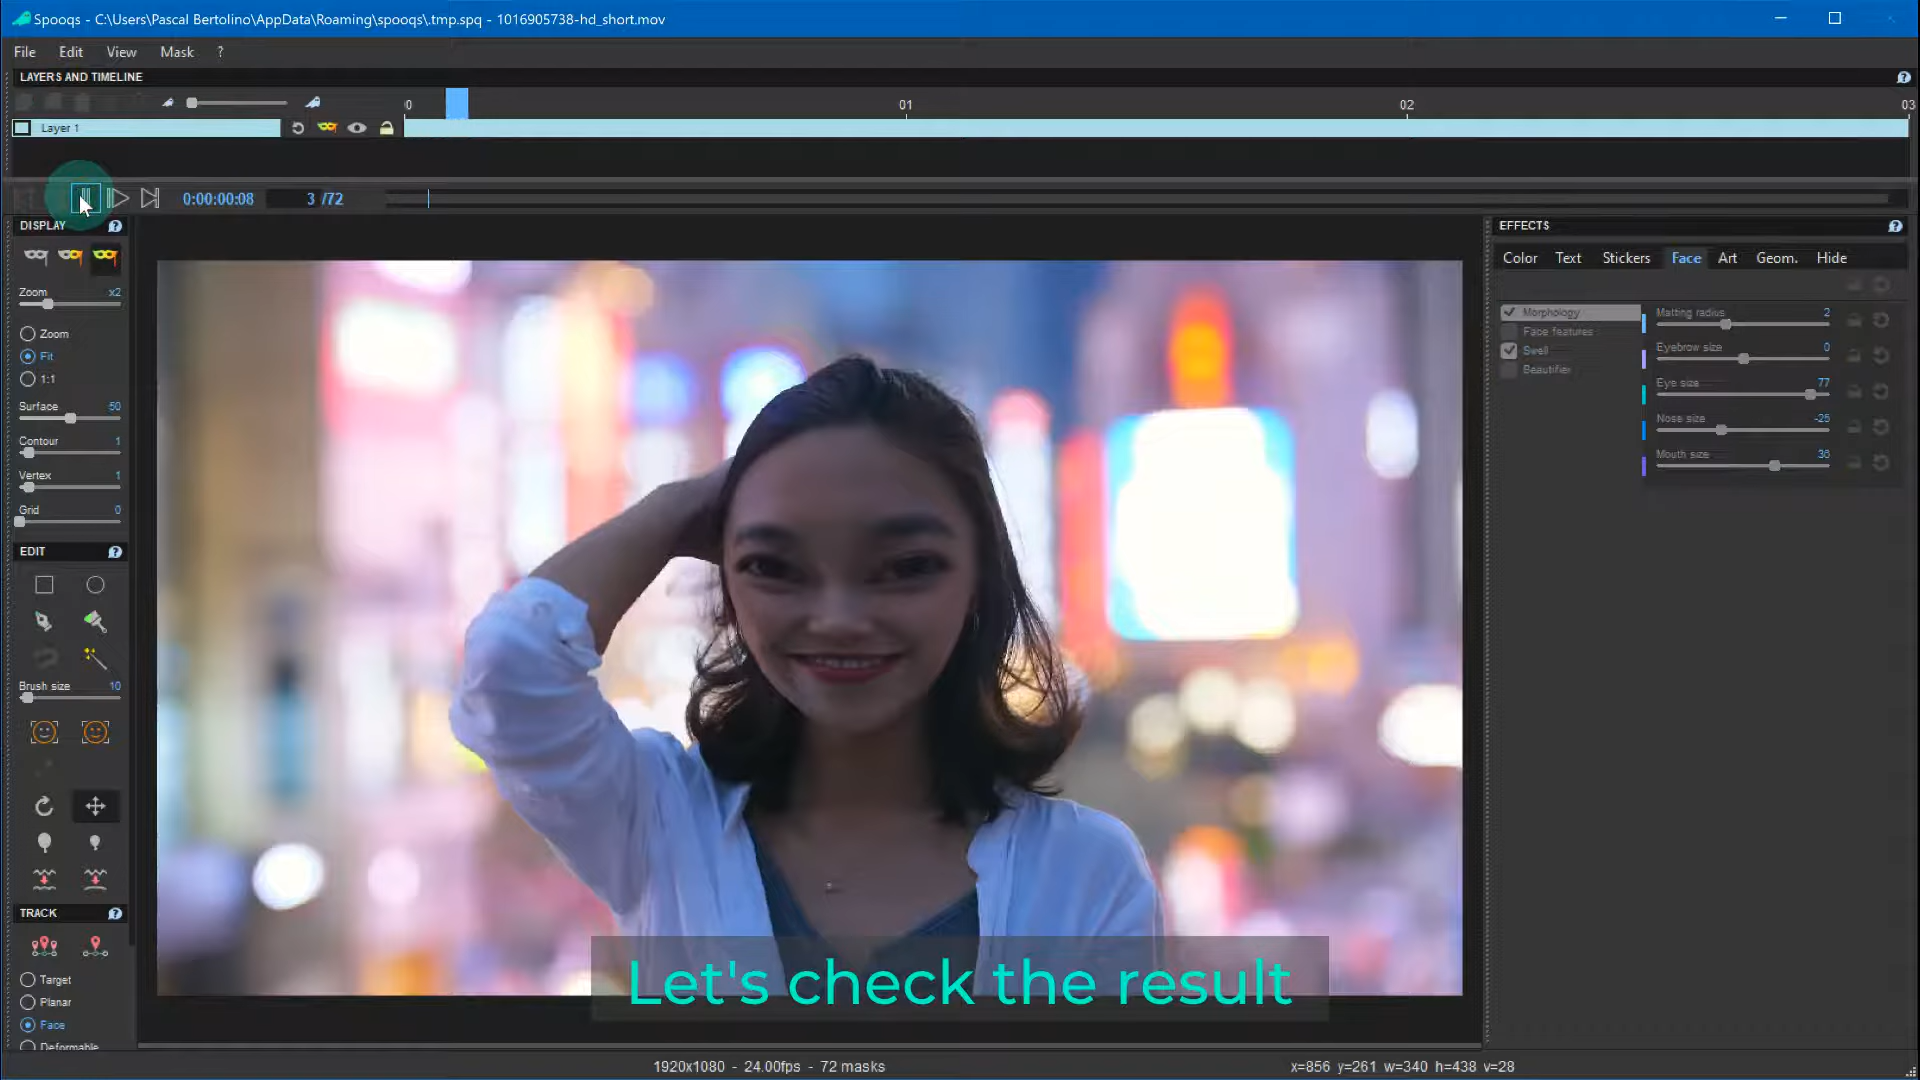 Spooqs - C:\Users\Pascal Bertolino\AppData\Roaming\spooqs\.tmp.spq - 1016905738-hd_short.mov
File Edit View Mask ?
LAYERS AND TIMELINE
0 01 02 03
Layer 1
0:00:00:08 3 /72
DISPLAY
Zoom x2
Zoom
Fit
1:1
Surface 50
Contour 1
Vertex 1
Grid 0
EDIT
Brush size 10
TRACK
Target
Planar
Face
Deformable
EFFECTS
Color Text Stickers Face Art Geom. Hide
Morphology
Face features
Swell
Beautifier
Matting radius 2
Eyebrow size 0
Eye size 77
Nose size -25
Mouth size 36
Let's check the result
1920x1080 - 24.00fps - 72 masks
x=856 y=261 w=340 h=438 v=28